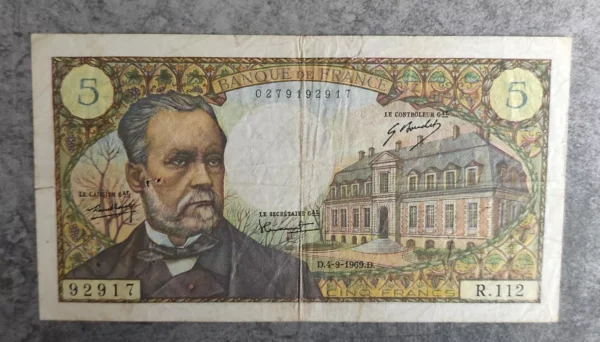 BANQUE DE FRANCE
5
5
0279192917
LE CONTROLEUR Gal
LE CAISSIER Gal
LE SECRÉTAIRE Gal
D.4-9-1969.D.
92917
CINQ FRANCS
R.112